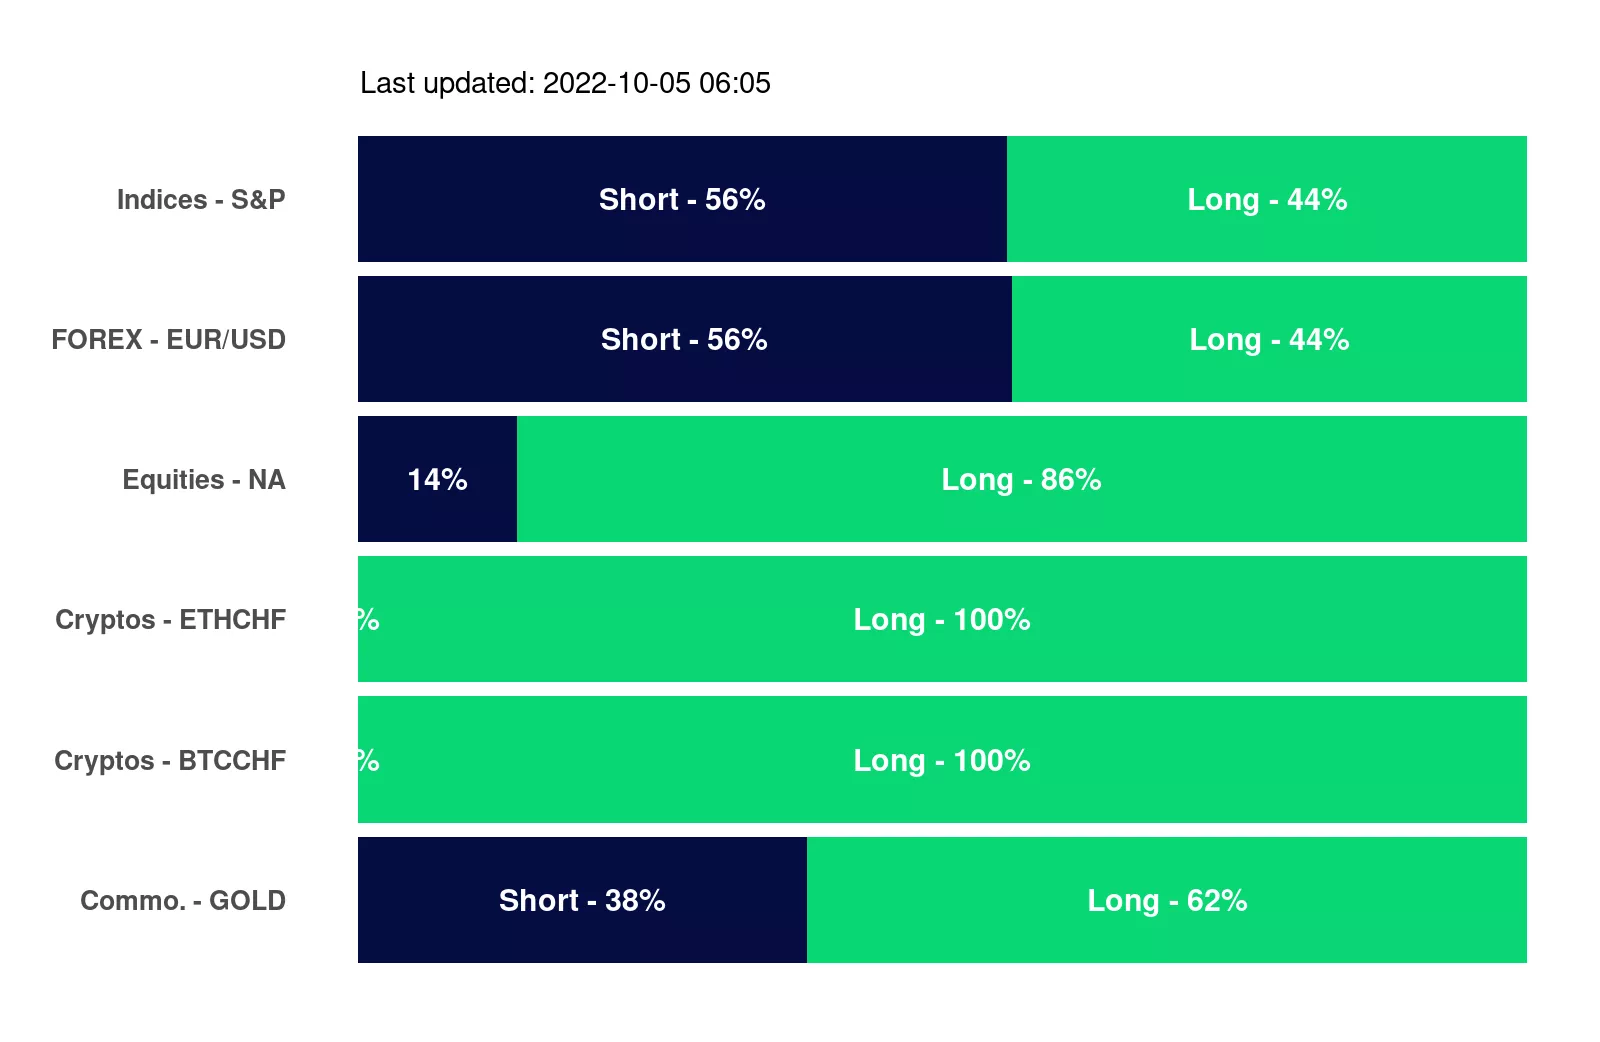 Last updated: 2022-10-05 06:05
Indices - S&P Short - 56% Long - 44%
FOREX - EUR/USD Short - 56% Long - 44%
Equities - NA 14% Long - 86%
Cryptos - ETHCHF % Long - 100%
Cryptos - BTCCHF % Long - 100%
Commo. - GOLD Short - 38% Long - 62%